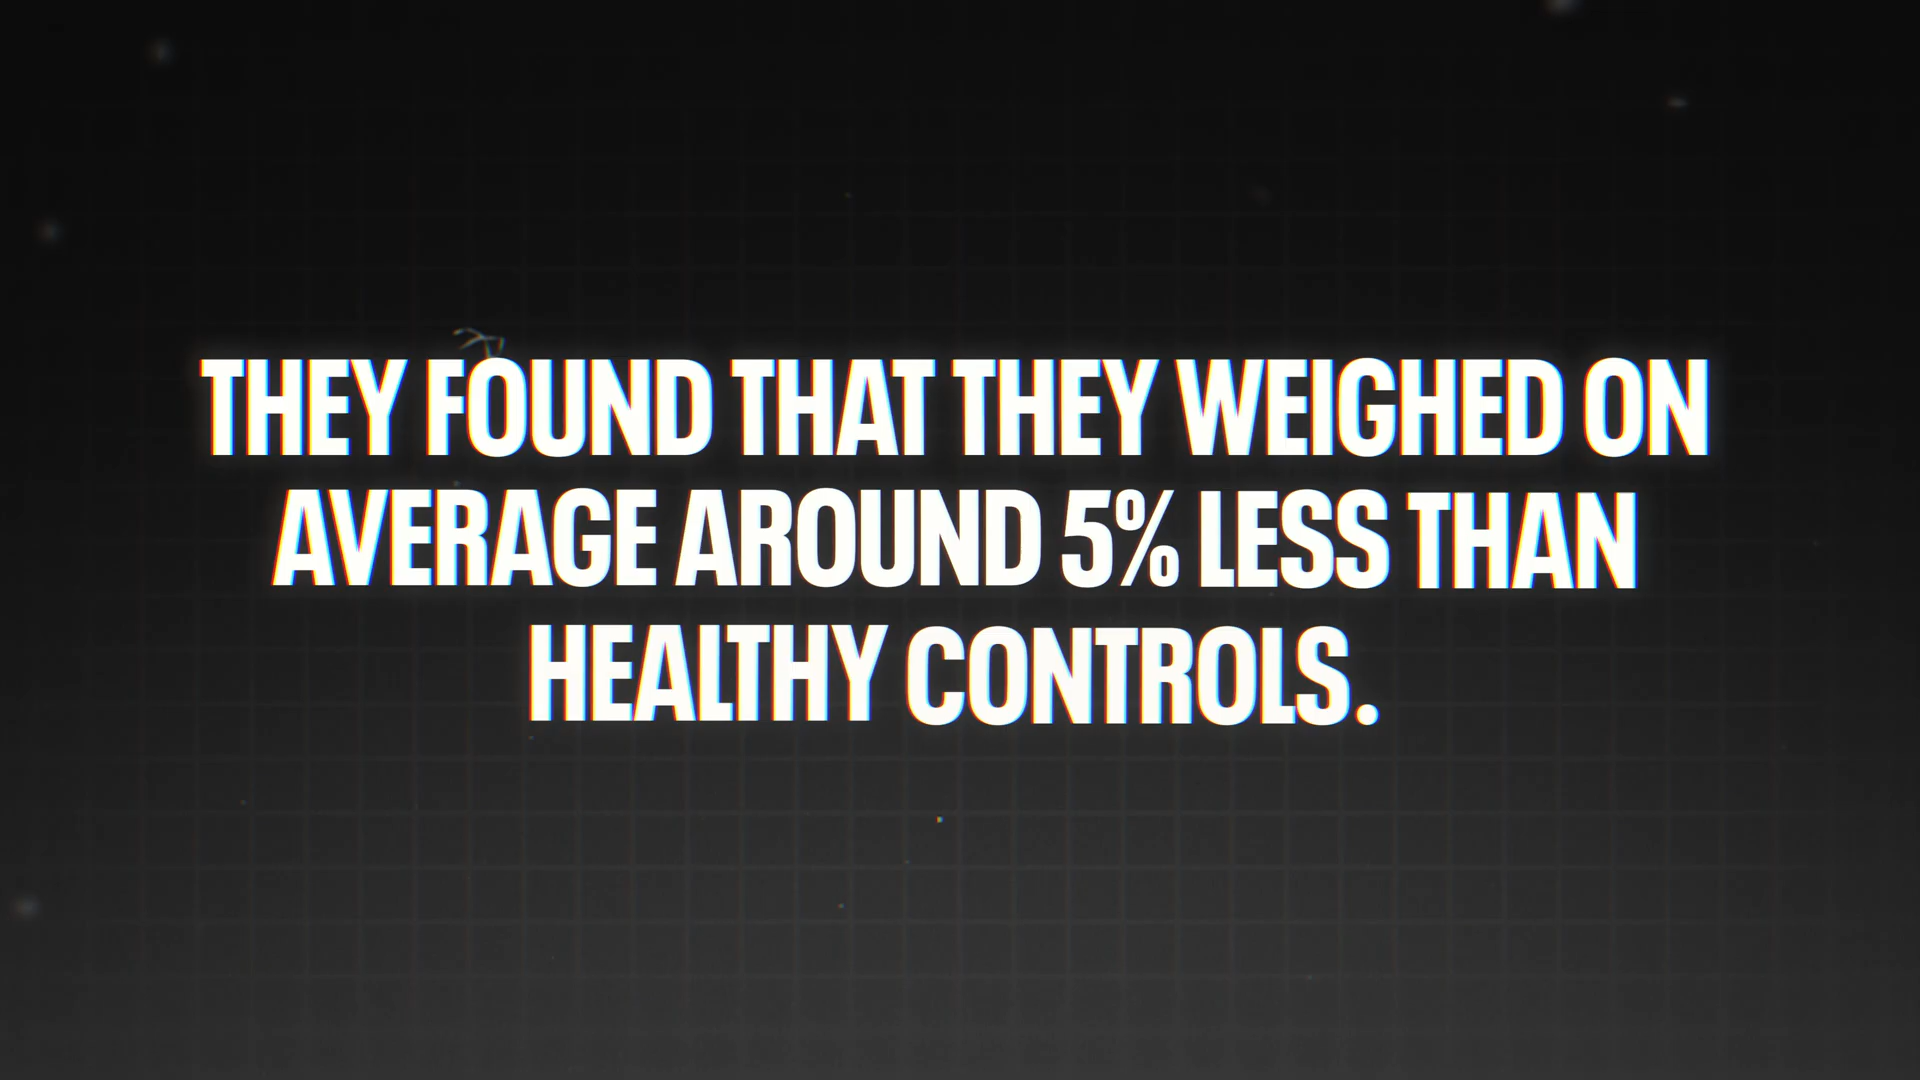 THEY FOUND THAT THEY WEIGHED ON
AVERAGE AROUND 5% LESS THAN
HEALTHY CONTROLS.